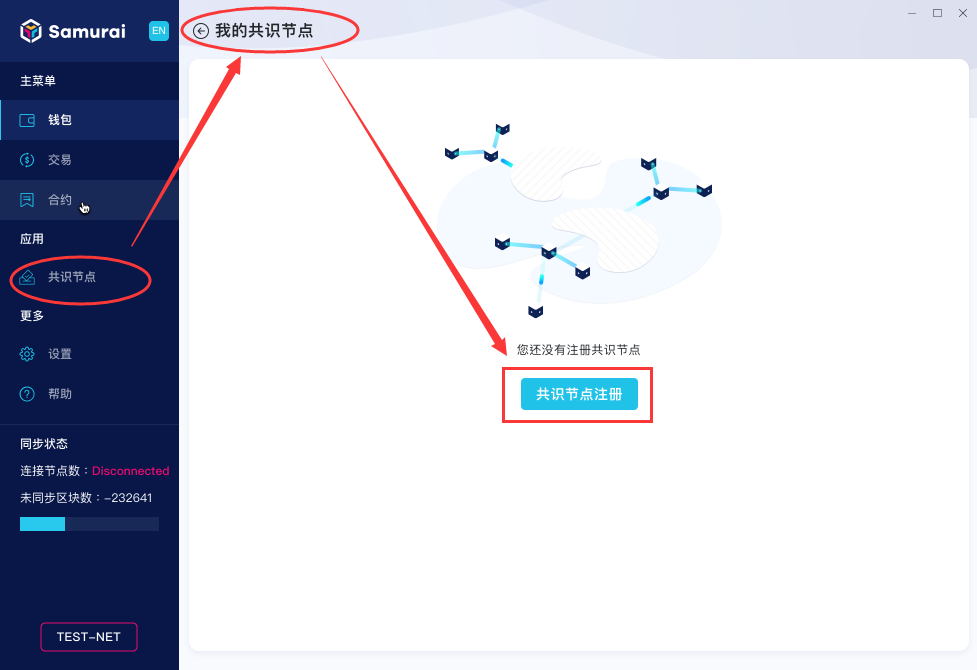 Samurai
EN
主菜单
钱包
交易
合约
应用
共识节点
更多
设置
帮助
同步状态
连接节点数：Disconnected
未同步区块数：-232641
TEST-NET
我的共识节点
您还没有注册共识节点
共识节点注册